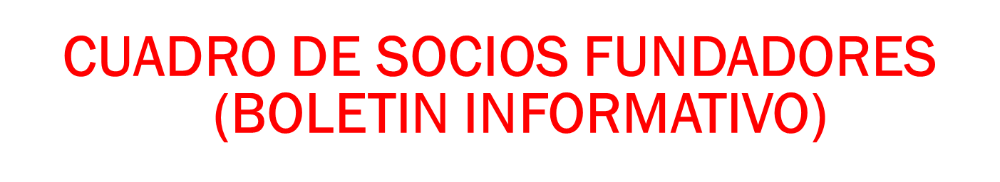 CUADRO DE SOCIOS FUNDADORES
(BOLETIN INFORMATIVO)